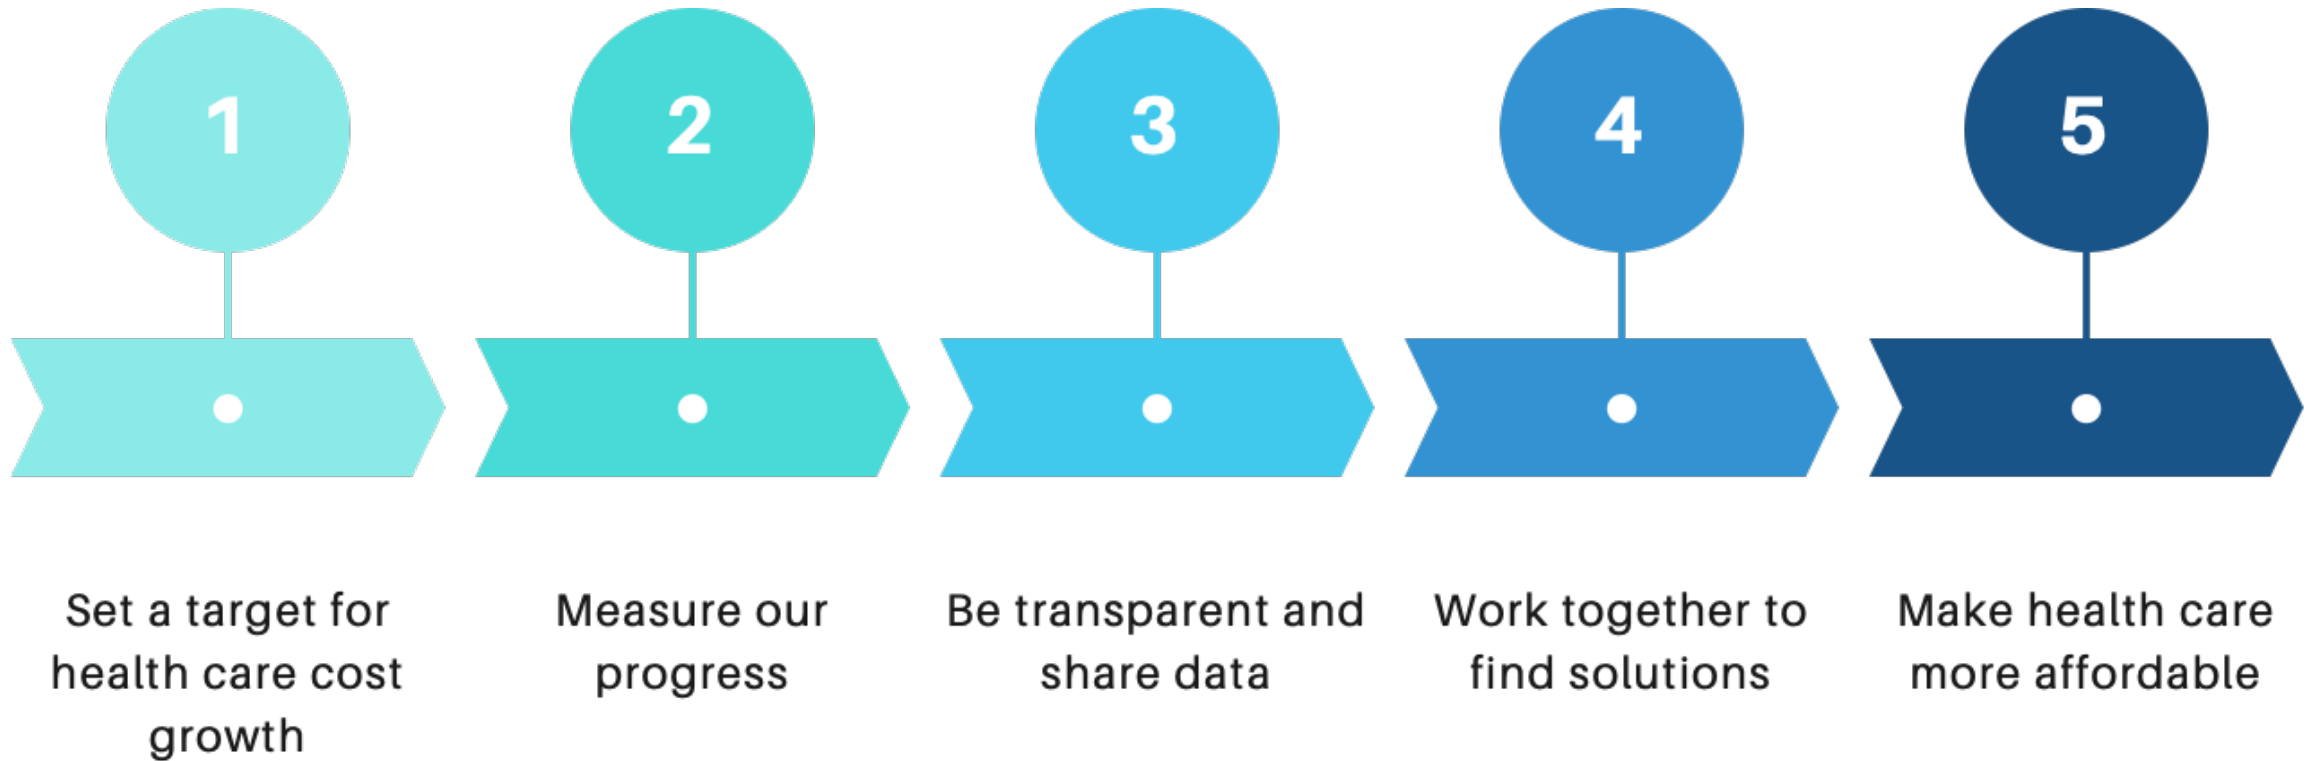 1
2
3
4
5
Set a target for
health care cost
growth
Measure our
progress
Be transparent and
share data
Work together to
find solutions
Make health care
more affordable